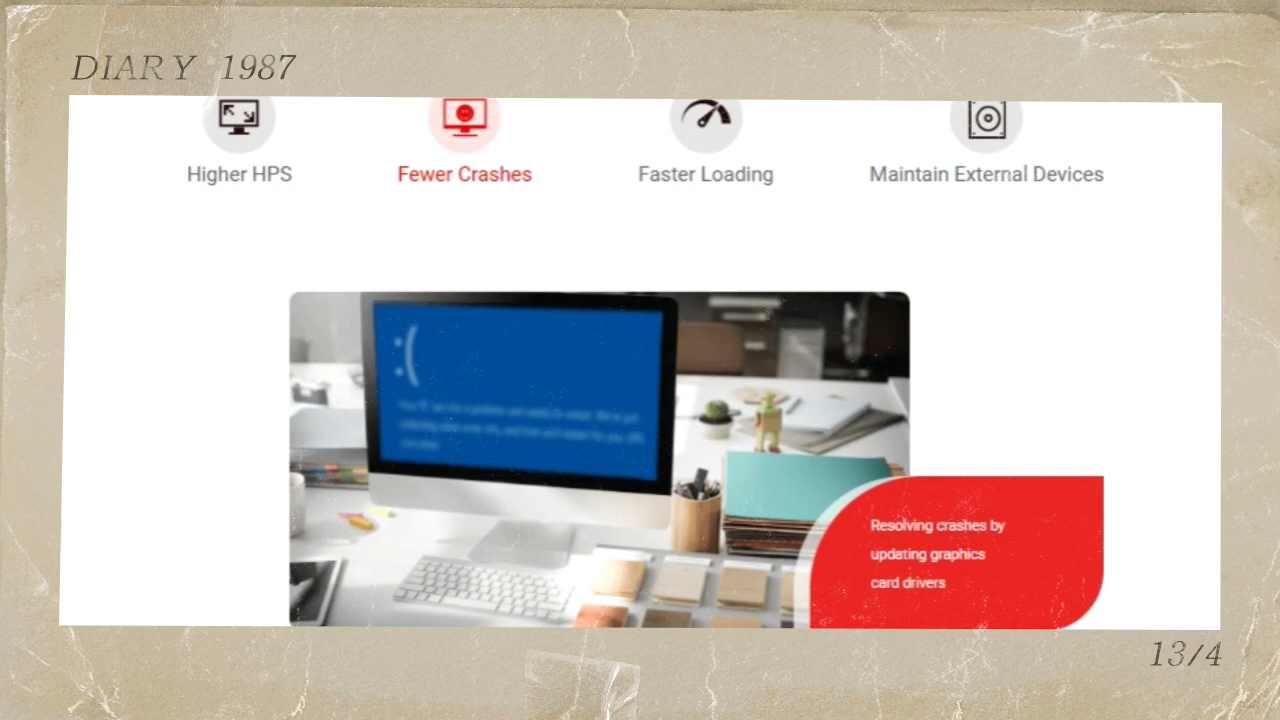 DIARY 1987
Higher HPS
Fewer Crashes
Faster Loading
Maintain External Devices
:(
Resolving crashes by
updating graphics
card drivers
13/4